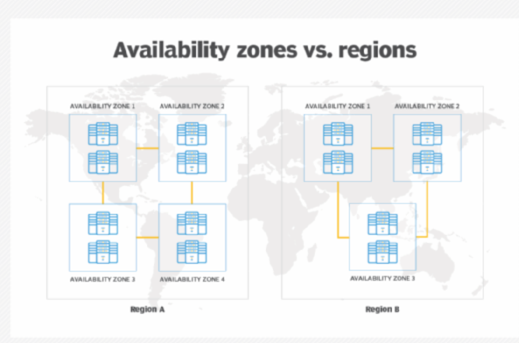 Availability zones vs. regions
AVAILABILITY ZONE 1
AVAILABILITY ZONE 2
AVAILABILITY ZONE 3
AVAILABILITY ZONE 4
Region A
AVAILABILITY ZONE 1
AVAILABILITY ZONE 2
AVAILABILITY ZONE 3
Region B